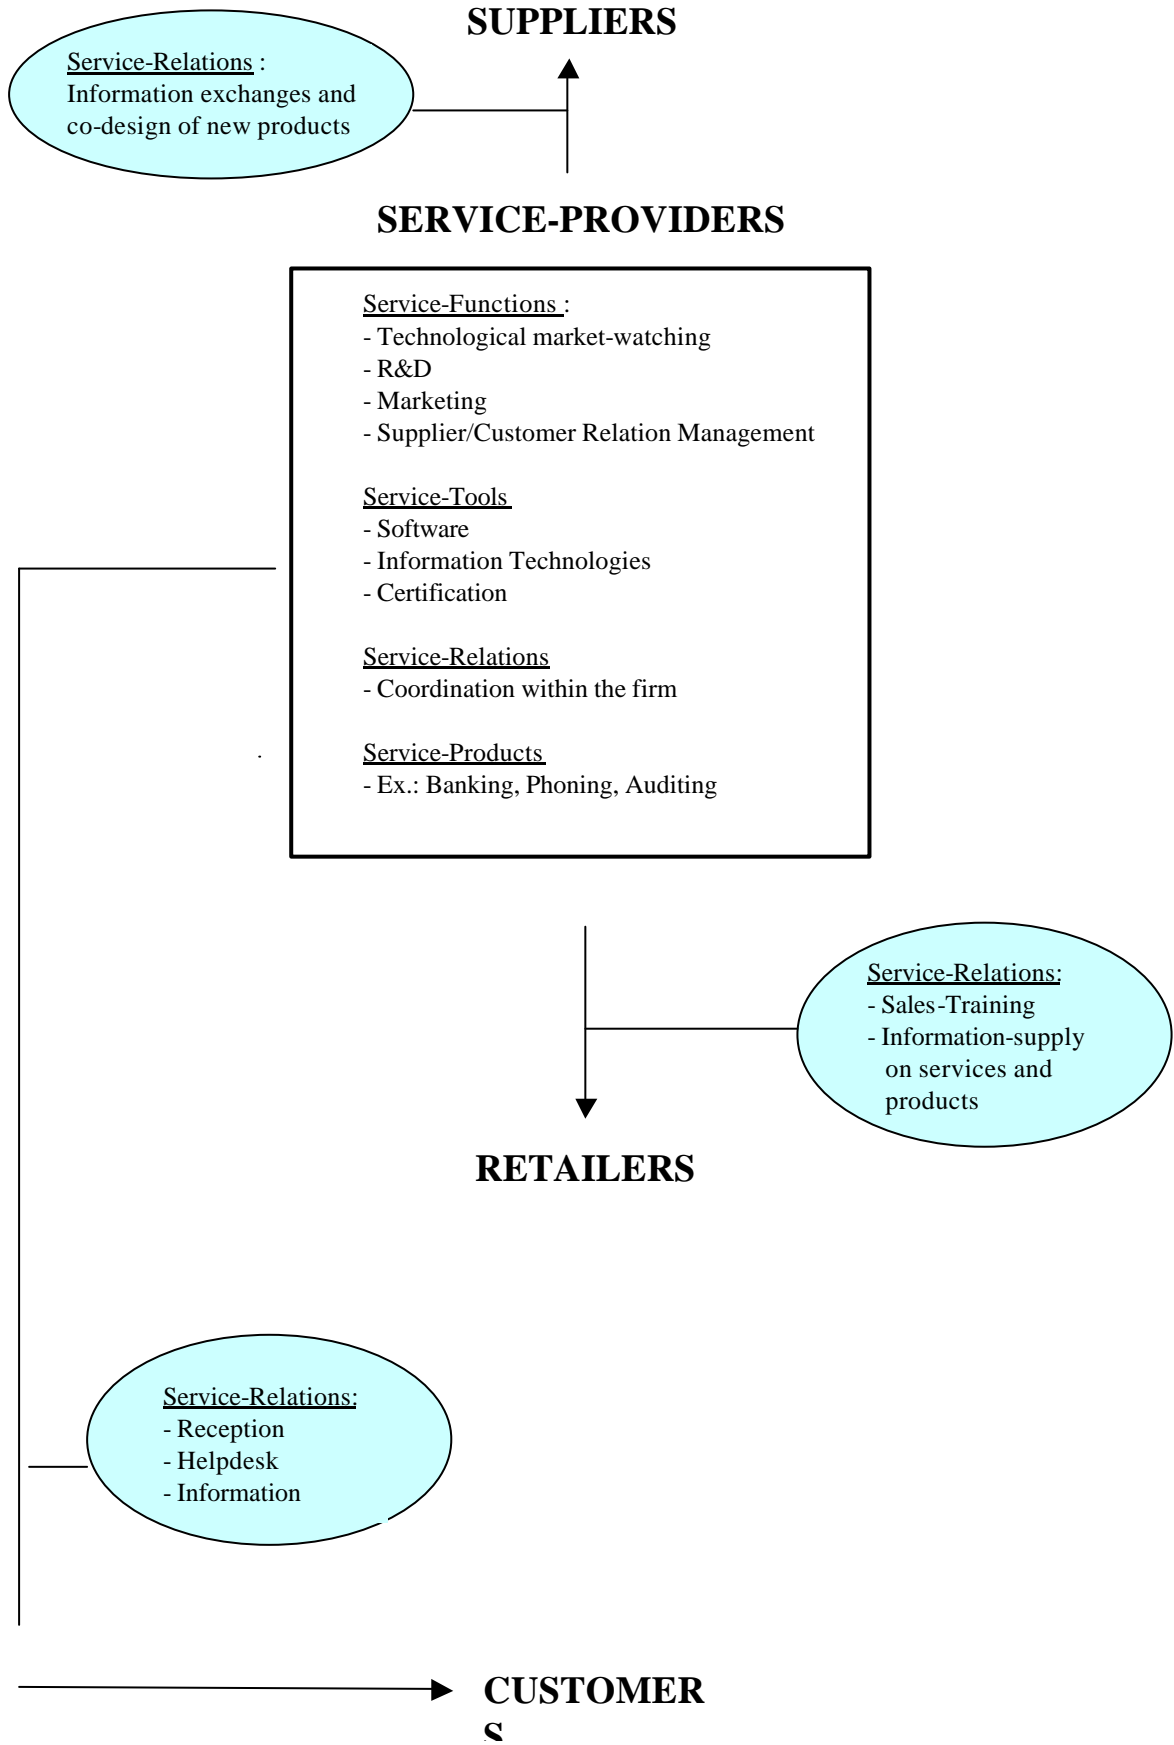 SUPPLIERS
Service-Relations :
Information exchanges and
co-design of new products
SERVICE-PROVIDERS
Service-Functions :
- Technological market-watching
- R&D
- Marketing
- Supplier/Customer Relation Management
Service-Tools
- Software
- Information Technologies
- Certification
Service-Relations
- Coordination within the firm
Service-Products
- Ex.: Banking, Phoning, Auditing
Service-Relations:
- Sales-Training
- Information-supply
on services and
products
RETAILERS
Service-Relations:
- Reception
- Helpdesk
- Information
CUSTOMER
S